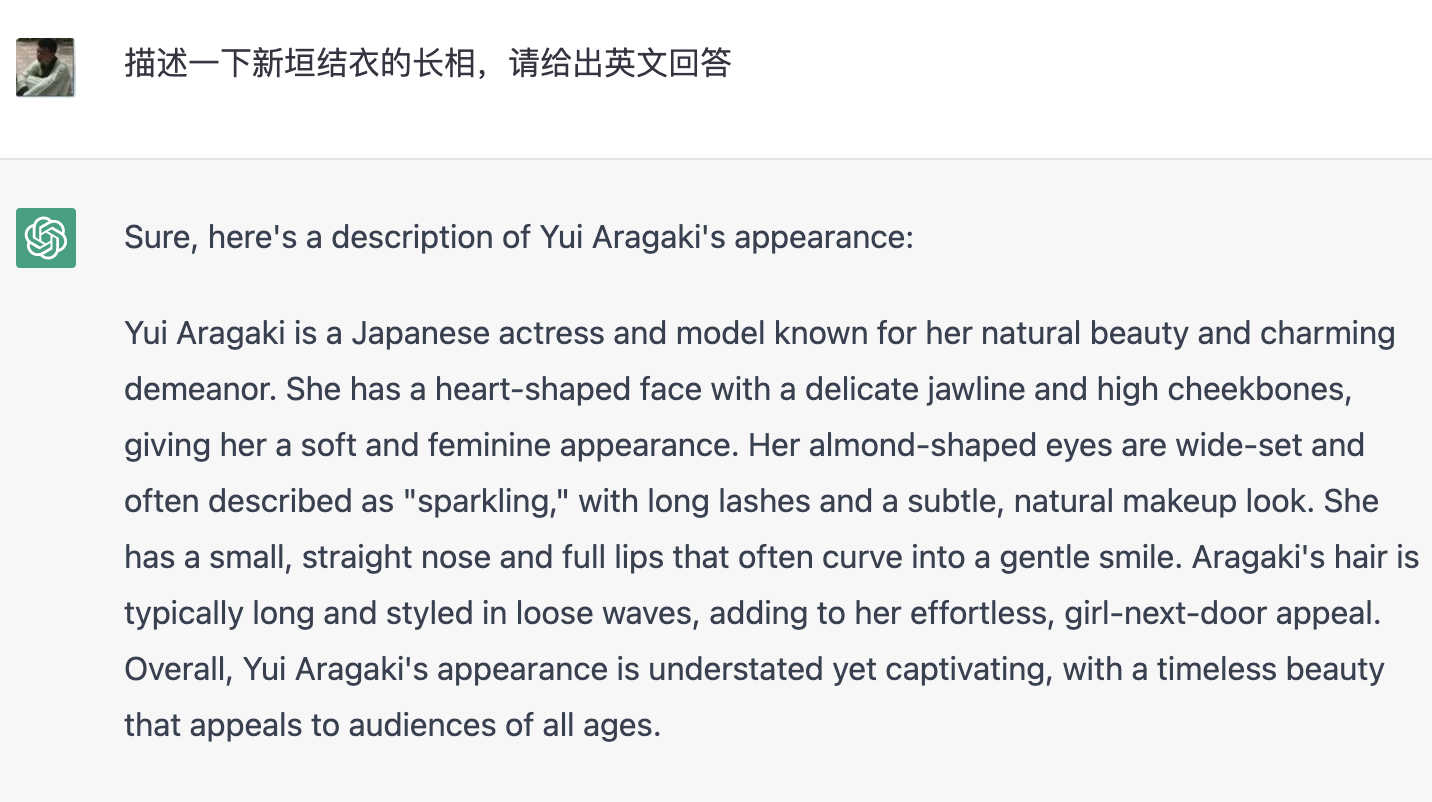 描述一下新垣结衣的长相，请给出英文回答
Sure, here's a description of Yui Aragaki's appearance:
Yui Aragaki is a Japanese actress and model known for her natural beauty and charming
demeanor. She has a heart-shaped face with a delicate jawline and high cheekbones,
giving her a soft and feminine appearance. Her almond-shaped eyes are wide-set and
often described as "sparkling," with long lashes and a subtle, natural makeup look. She
has a small, straight nose and full lips that often curve into a gentle smile. Aragaki's hair is
typically long and styled in loose waves, adding to her effortless, girl-next-door appeal.
Overall, Yui Aragaki's appearance is understated yet captivating, with a timeless beauty
that appeals to audiences of all ages.